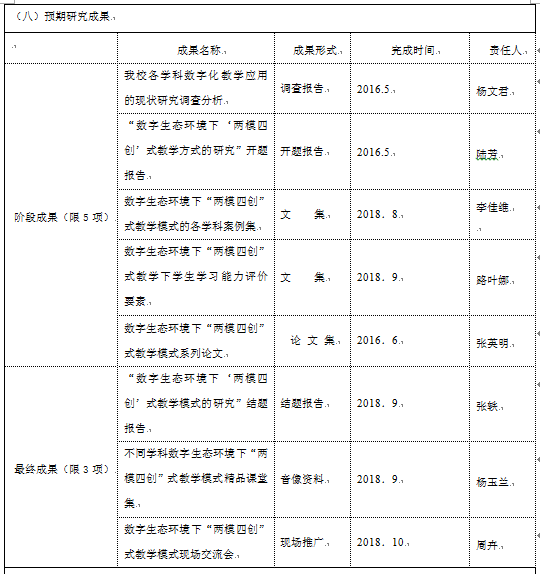 （八）预期研究成果
成果名称 成果形式 完成时间 责任人
阶段成果（限5项）
我校各学科数字化教学应用
的现状研究调查分析
调查报告 2016.5. 杨文君
“数字生态环境下‘两模四
创’式教学方式的研究”开题
报告
开题报告 2016.5. 陆芳
数字生态环境下“两模四创”
式教学模式的各学科案例集
文 集 2018．8. 李佳维
数字生态环境下“两模四创”
式教学下学生学习能力评价
要素
文 集 2018．9. 路叶娜
数字生态环境下“两模四创”
式教学模式系列论文
论 文 集 2016．6. 张英明
最终成果（限3项）
“数字生态环境下‘两模四
创’式教学模式的研究”结题
报告
结题报告 2018．9. 张轶
不同学科数字生态环境下“两
模四创”式教学模式精品课堂
集
音像资料 2018．9. 杨玉兰
数字生态环境下“两模四创”
式教学模式现场交流会
现场推广 2018．10. 周卉